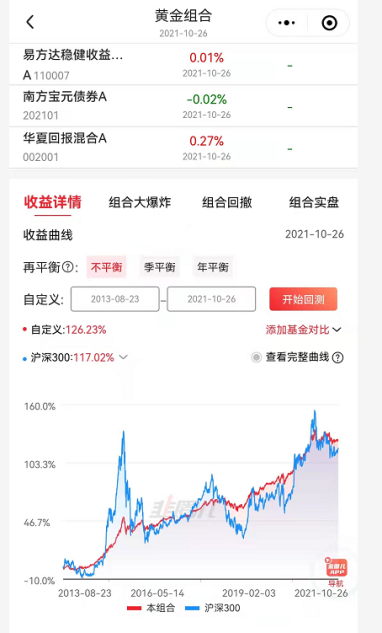 黄金组合
2021-10-26
易方达稳健收益...
A 110007
0.01%
2021-10-26
-
南方宝元债券A
202101
-0.02%
2021-10-26
-
华夏回报混合A
002001
0.27%
2021-10-26
-
收益详情 组合大爆炸 组合回撤 组合实盘
收益曲线 2021-10-26
再平衡?: 不平衡 季平衡 年平衡
自定义: 2013-08-23 - 2021-10-26 开始回测
自定义:126.23% 添加基金对比
沪深300:117.02% 查看完整曲线?
160.0%
103.3%
46.7%
-10.0%
2013-08-23 2016-05-14 2019-02-03 2021-10-26
本组合 沪深300
APP
导航